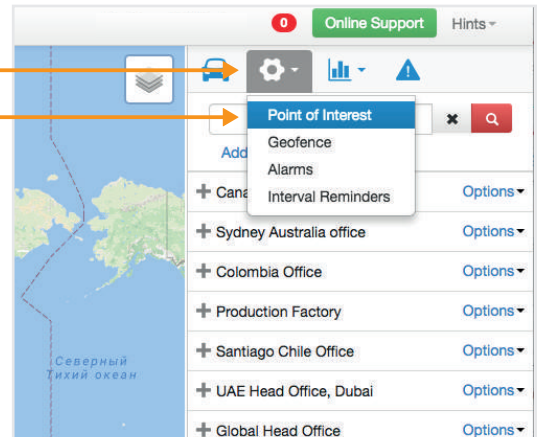 0 Online Support Hints
Point of Interest
Geofence
Add
Alarms
Cana
Interval Reminders
Options
Sydney Australia office Options
Colombia Office Options
Production Factory Options
Santiago Chile Office Options
Северный
Тихий океан
UAE Head Office, Dubai Options
Global Head Office Options